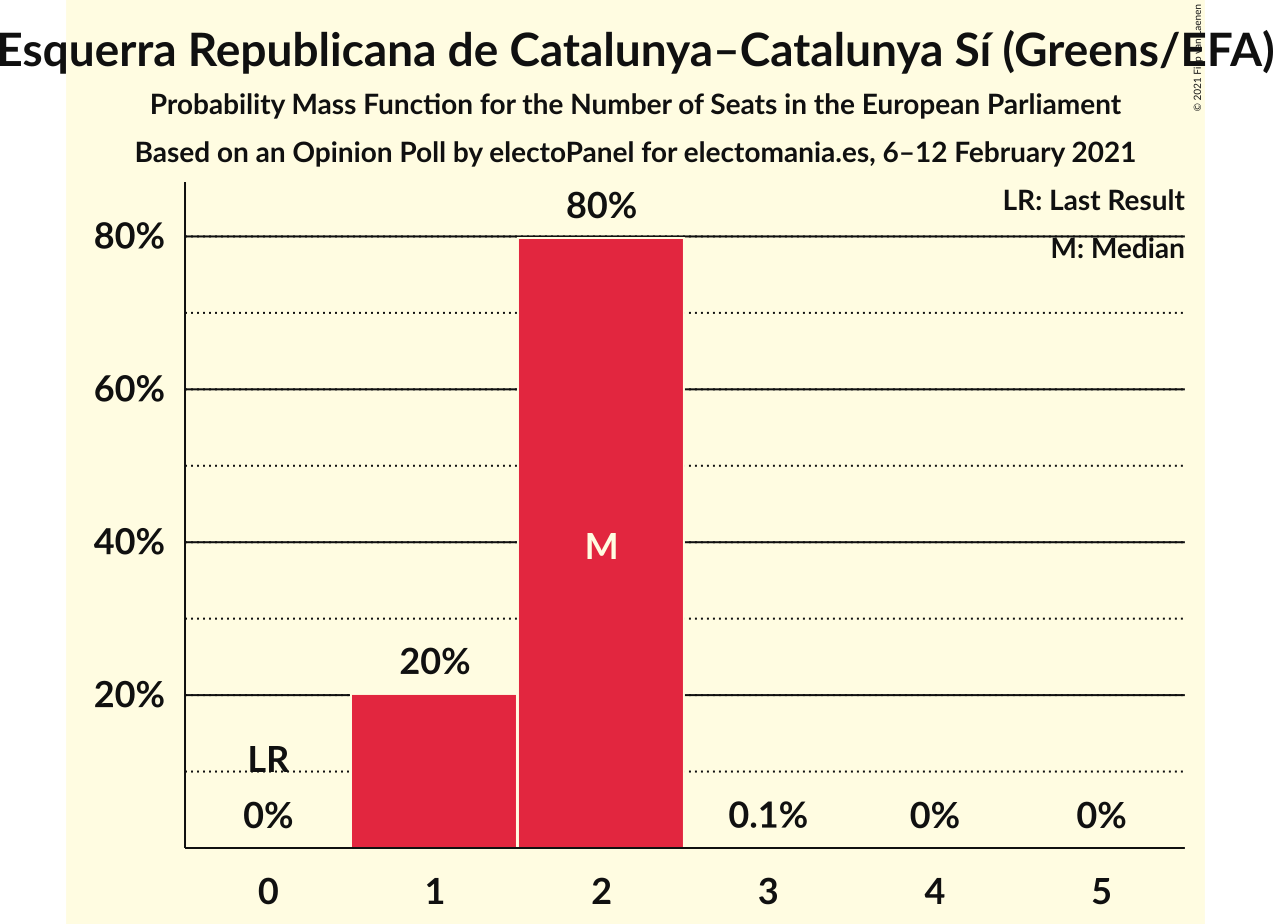 Esquerra Republicana de Catalunya–Catalunya Sí (Greens/EFA)
Probability Mass Function for the Number of Seats in the European Parliament
Based on an Opinion Poll by electoPanel for electomania.es, 6–12 February 2021
© 2021
LR: Last Result
M: Median
80%
80%
60%
40%
20%
M
20%
LR
0%
0.1%
0%
0%
0 1 2 3 4 5